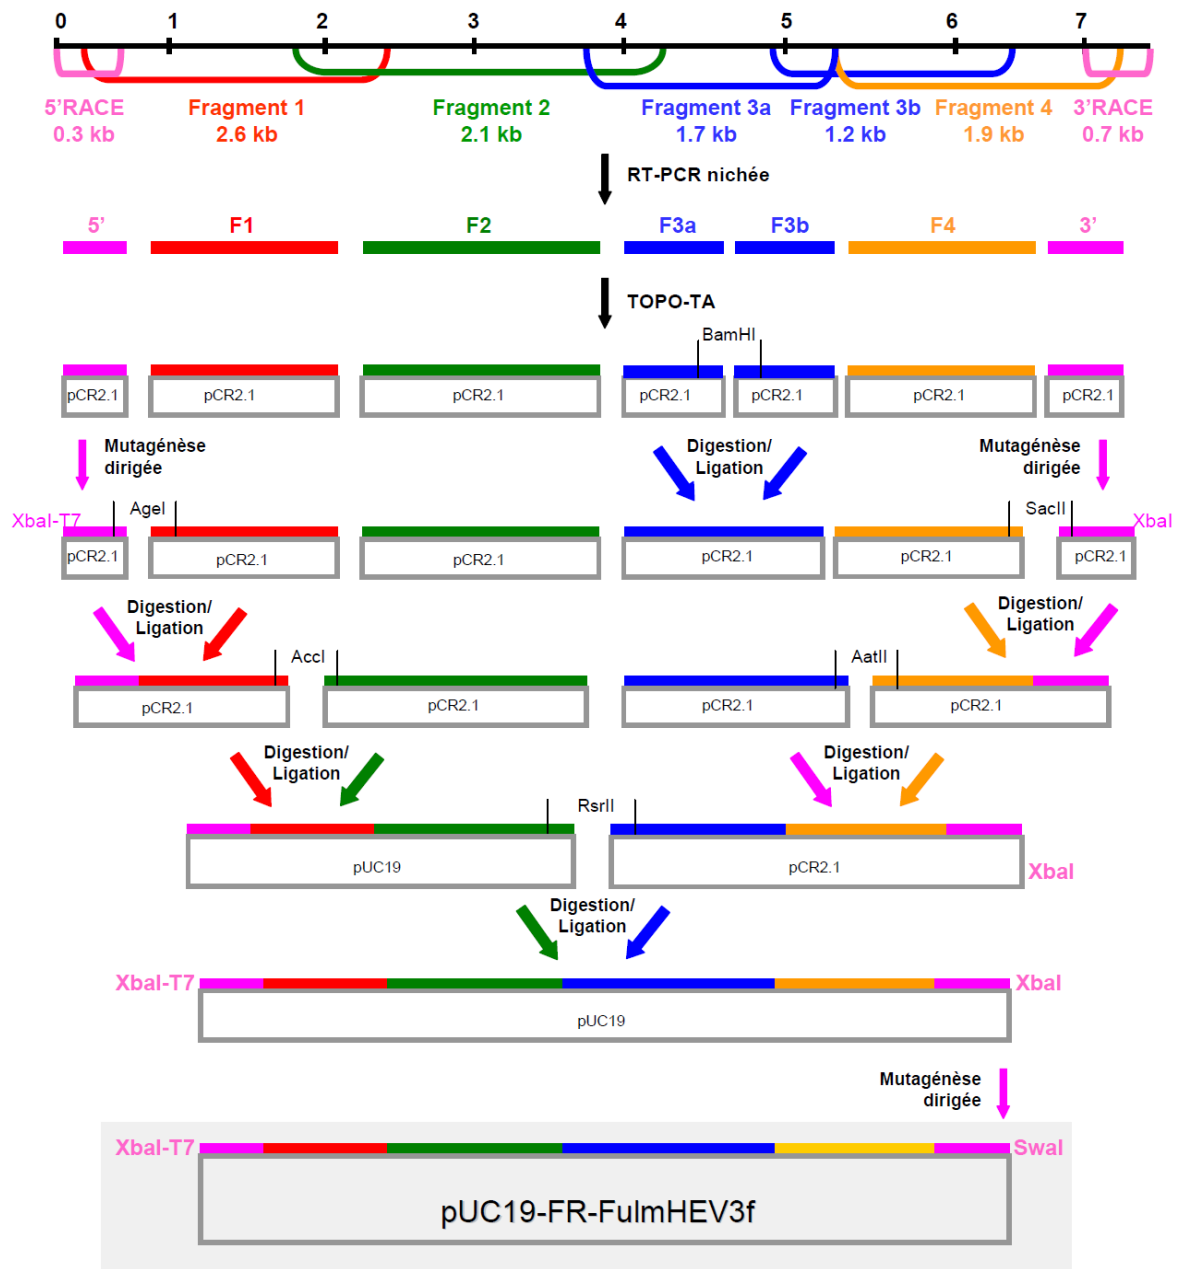 0 1 2 3 4 5 6 7
5'RACE Fragment 1 Fragment 2 Fragment 3a Fragment 3b Fragment 4 3'RACE
0.3 kb 2.6 kb 2.1 kb 1.7 kb 1.2 kb 1.9 kb 0.7 kb
RT-PCR nichée
5' F1 F2 F3a F3b F4 3'
TOPO-TA
BamHI
pCR2.1 pCR2.1 pCR2.1 pCR2.1 pCR2.1 pCR2.1 pCR2.1
Mutagénèse
dirigée
Digestion/
Ligation
Mutagénèse
dirigée
XbaI-T7 AgeI SacII XbaI
pCR2.1 pCR2.1 pCR2.1 pCR2.1 pCR2.1 pCR2.1
Digestion/
Ligation
Digestion/
Ligation
AccI AatII
pCR2.1 pCR2.1 pCR2.1 pCR2.1
Digestion/
Ligation
Digestion/
Ligation
RsrII
pUC19 pCR2.1 XbaI
Digestion/
Ligation
XbaI-T7 XbaI
pUC19
Mutagénèse
dirigée
XbaI-T7 SwaI
pUC19-FR-FulmHEV3f